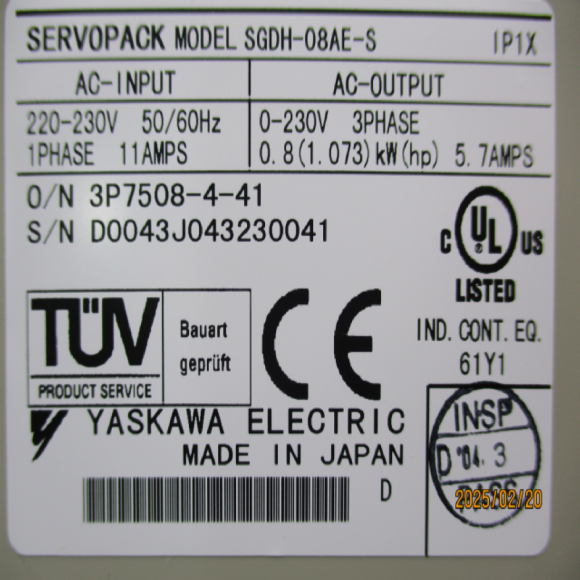 SERVOPACK MODEL SGDH-08AE-S IP1X
AC-INPUT AC-OUTPUT
220-230V 50/60Hz 0-230V 3PHASE
1PHASE 11AMPS 0.8(1.073)kW(hp) 5.7AMPS
O/N 3P7508-4-41
S/N D0043J043230041
C UL US
LISTED
IND. CONT. EQ.
61Y1
TÜV
PRODUCT SERVICE
Bauart
geprüft
CE
YASKAWA ELECTRIC
MADE IN JAPAN
D
INSP
D '04. 3
2025/02/20